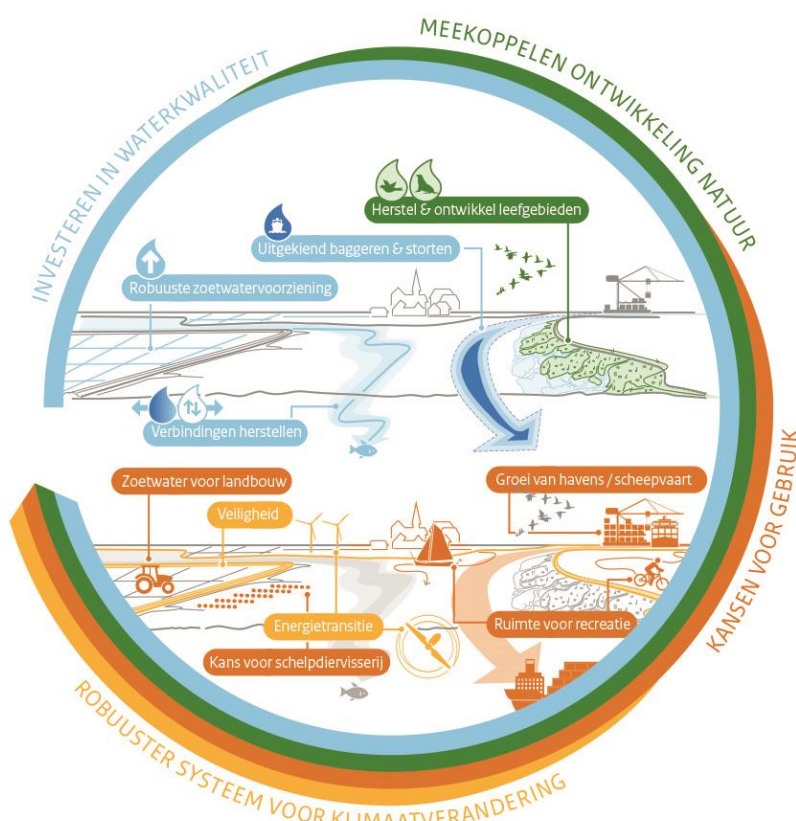 INVESTEREN IN WATERKWALITEIT
MEEKOPPELEN ONTWIKKELING NATUUR
Herstel & ontwikkel leefgebieden
Uitgekiend baggeren & storten
Robuuste zoetwatervoorziening
Verbindingen herstellen
Zoetwater voor landbouw
Groei van havens / scheepvaart
Veiligheid
Energietransitie
Ruimte voor recreatie
Kans voor schelpdiervisserij
KANSEN VOOR GEBRUIK
ROBUUSTER SYSTEEM VOOR KLIMAATVERANDERING